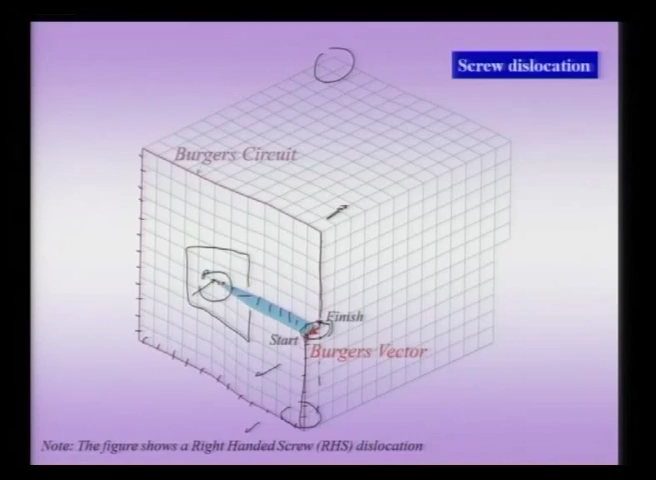 Screw dislocation
Burgers Circuit
Finish
Start
Burgers Vector
Note: The figure shows a Right Handed Screw (RHS) dislocation